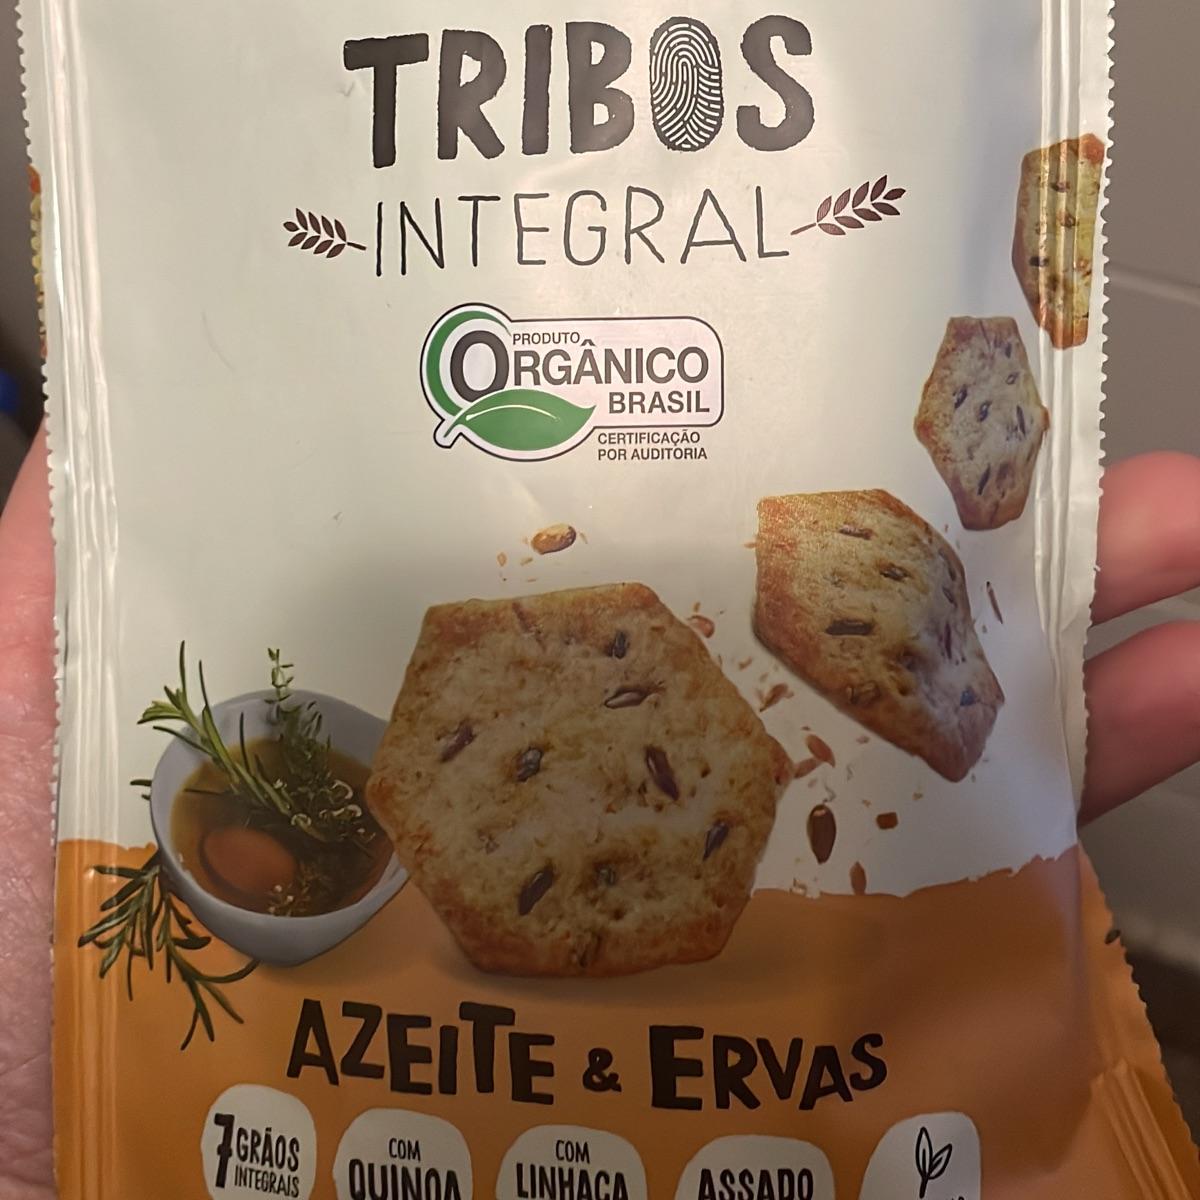 TRIBOS
INTEGRAL
PRODUTO
ORGÂNICO
BRASIL
CERTIFICAÇÃO
POR AUDITORIA
AZEITE & ERVAS
7 GRÃOS
INTEGRAIS
COM
QUINOA
COM
LINHAÇA
ASSADO